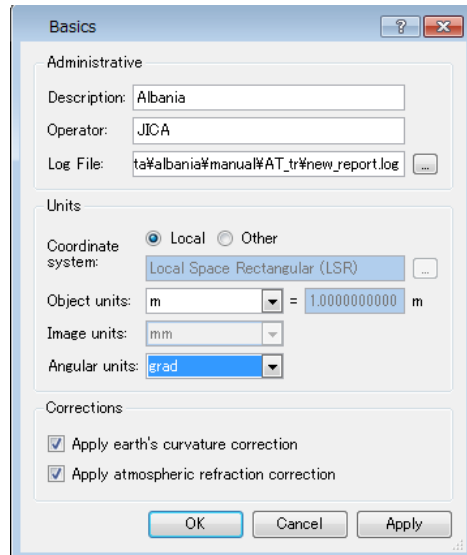 Basics
?
Administrative
Description: Albania
Operator: JICA
Log File: ta¥albania¥manual¥AT_tr¥new_report.log ...
Units
Coordinate system: Local Other
Local Space Rectangular (LSR) ...
Object units: m = 1.0000000000 m
Image units: mm
Angular units: grad
Corrections
Apply earth's curvature correction
Apply atmospheric refraction correction
OK Cancel Apply